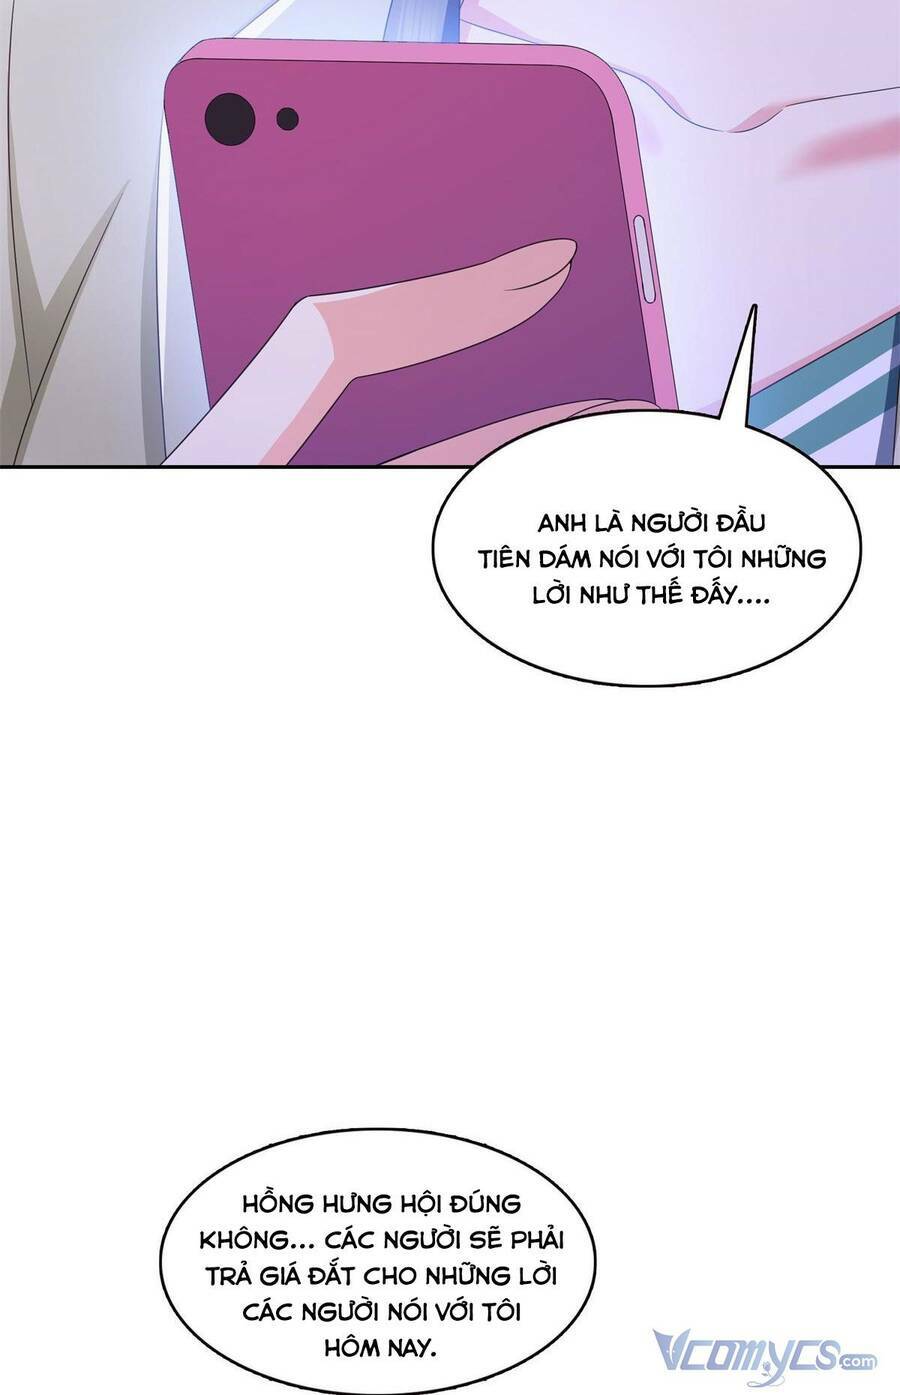 ANH LÀ NGƯỜI ĐẦU
TIÊN DÁM NÓI VỚI TÔI NHỮNG
LỜI NHƯ THẾ ĐẤY....
HỒNG HƯNG HỘI ĐÚNG
KHÔNG... CÁC NGƯỜI SẼ PHẢI
TRẢ GIÁ ĐẮT CHO NHỮNG LỜI
CÁC NGƯỜI NÓI VỚI TÔI
HÔM NAY.
VCOMYCS.com